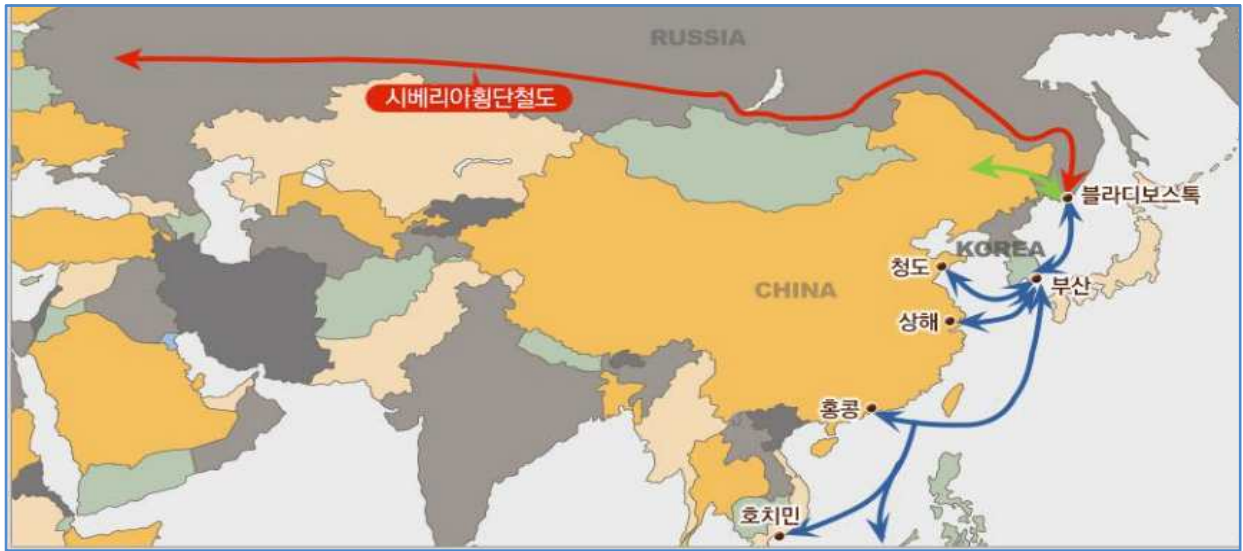 RUSSIA
시베리아횡단철도
블라디보스톡
KOREA
청도
부산
CHINA
상해
홍콩
호치민